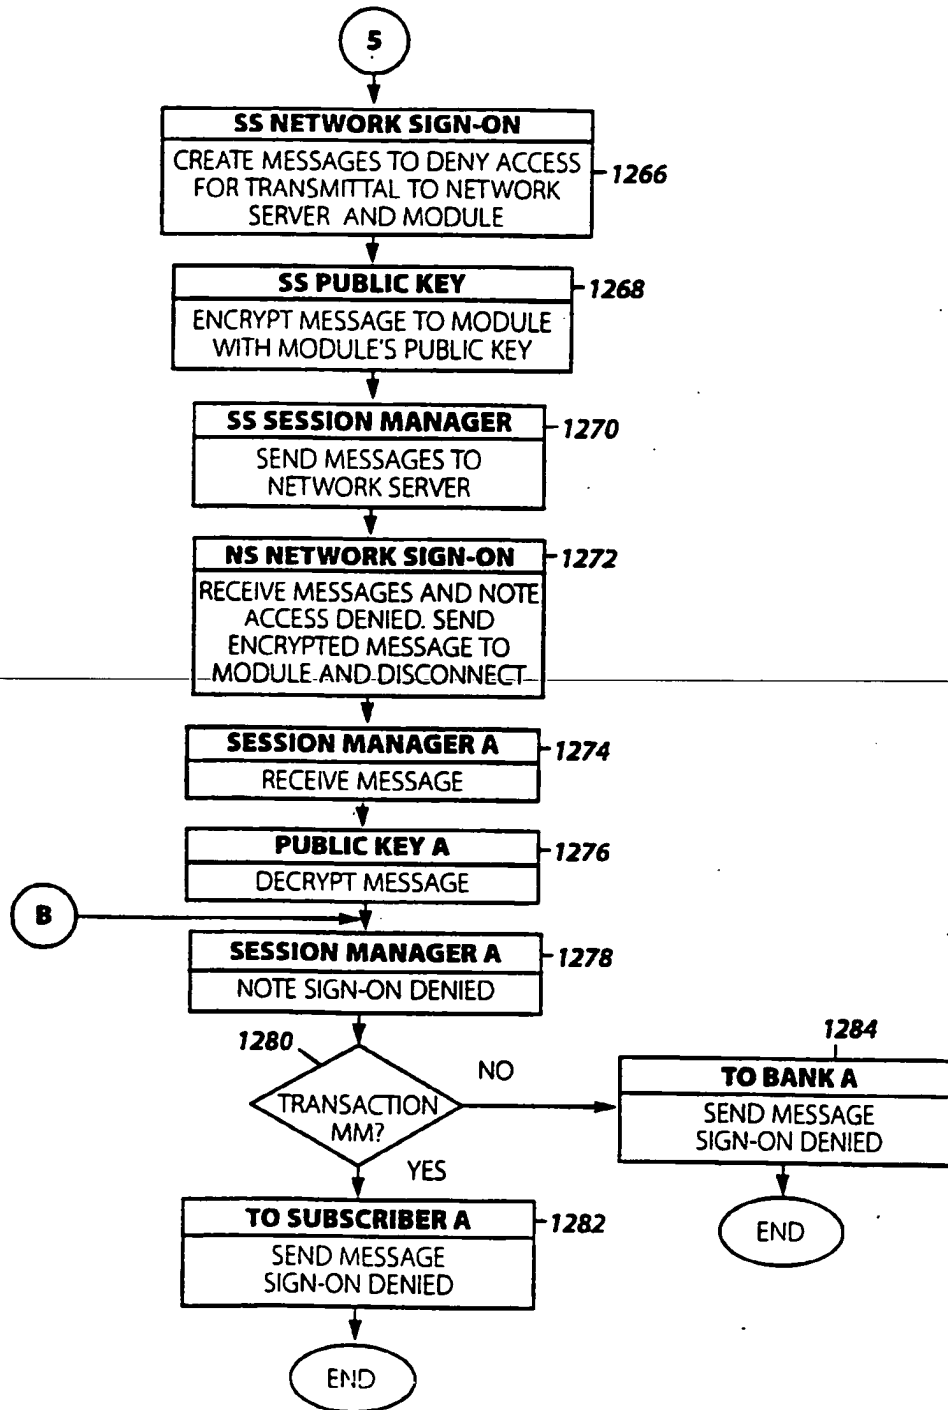 5
SS NETWORK SIGN-ON
CREATE MESSAGES TO DENY ACCESS
FOR TRANSMITTAL TO NETWORK
SERVER AND MODULE
1266
SS PUBLIC KEY
1268
ENCRYPT MESSAGE TO MODULE
WITH MODULE'S PUBLIC KEY
SS SESSION MANAGER
1270
SEND MESSAGES TO
NETWORK SERVER
NS NETWORK SIGN-ON
1272
RECEIVE MESSAGES AND NOTE
ACCESS DENIED. SEND
ENCRYPTED MESSAGE TO
MODULE AND DISCONNECT
SESSION MANAGER A
1274
RECEIVE MESSAGE
PUBLIC KEY A
1276
DECRYPT MESSAGE
B
SESSION MANAGER A
1278
NOTE SIGN-ON DENIED
1280
TRANSACTION
MM?
NO
YES
1284
TO BANK A
SEND MESSAGE
SIGN-ON DENIED
END
TO SUBSCRIBER A
1282
SEND MESSAGE
SIGN-ON DENIED
END